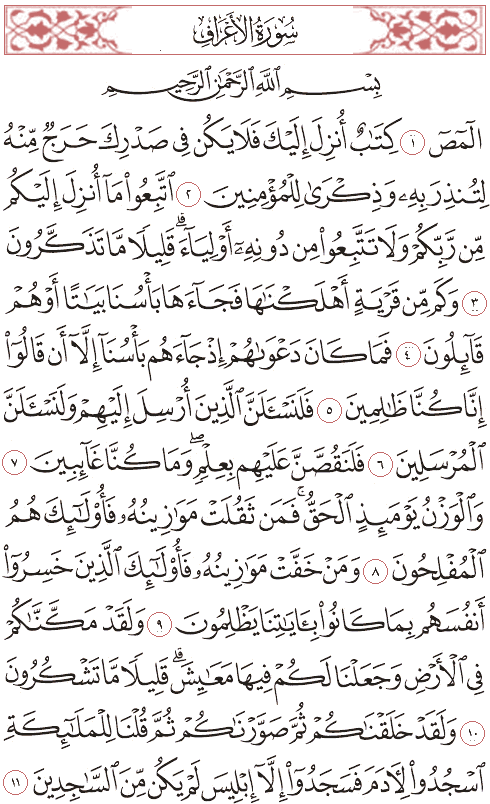 سُورَةُ الأَعْرَافِ
بِسْمِ ٱللَّهِ ٱلرَّحْمَٰنِ ٱلرَّحِيمِ
الٓمٓصٓ ١ كِتَٰبٌ أُنزِلَ إِلَيْكَ فَلَا يَكُن فِى صَدْرِكَ حَرَجٌ مِّنْهُ
لِتُنذِرَ بِهِۦ وَذِكْرَىٰ لِلْمُؤْمِنِينَ ٢ ٱتَّبِعُوا۟ مَآ أُنزِلَ إِلَيْكُم
مِّن رَّبِّكُمْ وَلَا تَتَّبِعُوا۟ مِن دُونِهِۦٓ أَوْلِيَآءَ ۗ قَلِيلًا مَّا تَذَكَّرُونَ
٣ وَكَم مِّن قَرْيَةٍ أَهْلَكْنَٰهَا فَجَآءَهَا بَأْسُنَا بَيَٰتًا أَوْ هُمْ
قَآئِلُونَ ٤ فَمَا كَانَ دَعْوَىٰهُمْ إِذْ جَآءَهُم بَأْسُنَآ إِلَّآ أَن قَالُوٓا۟
إِنَّا كُنَّا ظَٰلِمِينَ ٥ فَلَنَسْـَٔلَنَّ ٱلَّذِينَ أُرْسِلَ إِلَيْهِمْ وَلَنَسْـَٔلَنَّ
ٱلْمُرْسَلِينَ ٦ فَلَنَقُصَّنَّ عَلَيْهِم بِعِلْمٍ ۖ وَمَا كُنَّا غَآئِبِينَ ٧
وَٱلْوَزْنُ يَوْمَئِذٍ ٱلْحَقُّ ۚ فَمَن ثَقُلَتْ مَوَٰزِينُهُۥ فَأُو۟لَٰٓئِكَ هُمُ
ٱلْمُفْلِحُونَ ٨ وَمَنْ خَفَّتْ مَوَٰزِينُهُۥ فَأُو۟لَٰٓئِكَ ٱلَّذِينَ خَسِرُوٓا۟
أَنفُسَهُم بِمَا كَانُوا۟ بِـَٔايَٰتِنَا يَظْلِمُونَ ٩ وَلَقَدْ مَكَّنَّٰكُمْ
فِى ٱلْأَرْضِ وَجَعَلْنَا لَكُمْ فِيهَا مَعَٰيِشَ ۗ قَلِيلًا مَّا تَشْكُرُونَ
١٠ وَلَقَدْ خَلَقْنَٰكُمْ ثُمَّ صَوَّرْنَٰكُمْ ثُمَّ قُلْنَا لِلْمَلَٰٓئِكَةِ
ٱسْجُدُوا۟ لِـَٔادَمَ فَسَجَدُوٓا۟ إِلَّآ إِبْلِيسَ لَمْ يَكُن مِّنَ ٱلسَّٰجِدِينَ ١١